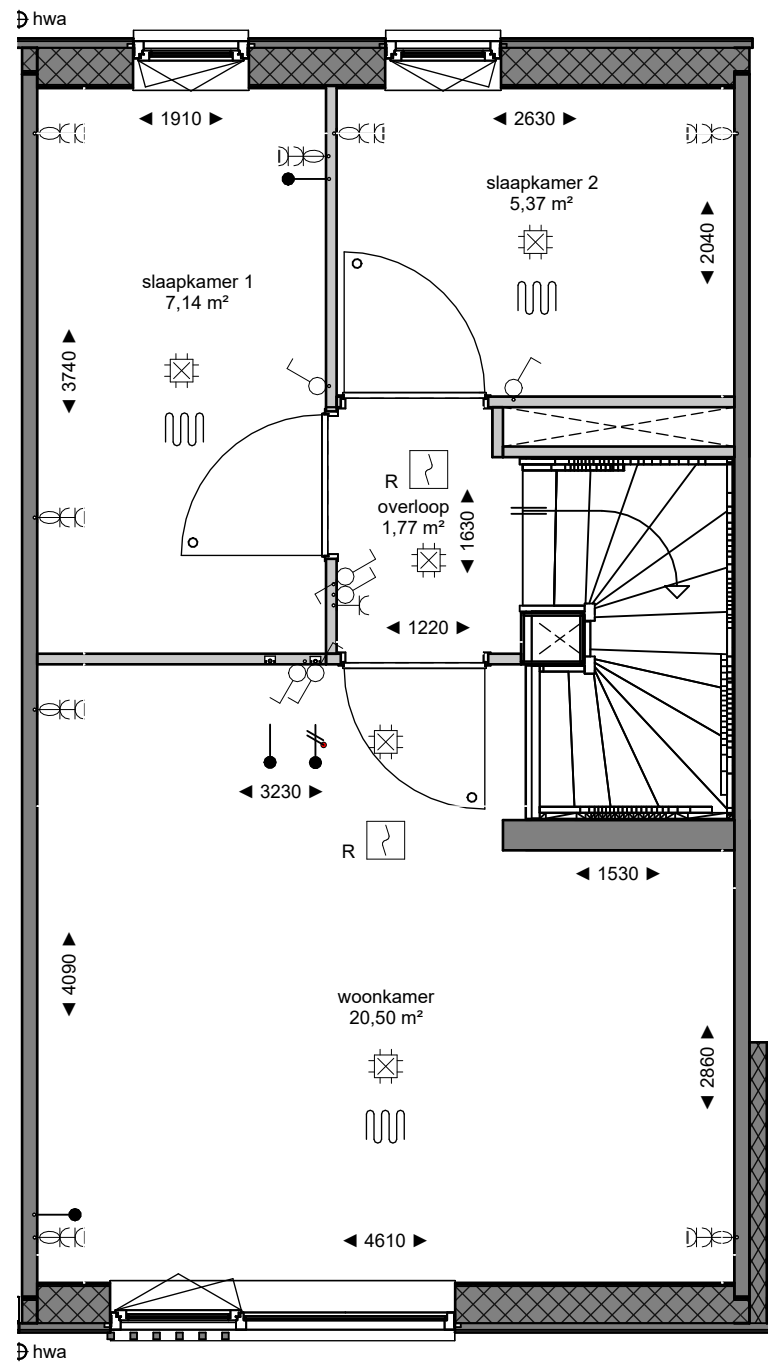 hwa
1910
2630
slaapkamer 2
5,37 m²
2040
slaapkamer 1
7,14 m²
3740
R
overloop
1,77 m²
1630
1220
3230
R
1530
4090
woonkamer
20,50 m²
2860
4610
hwa